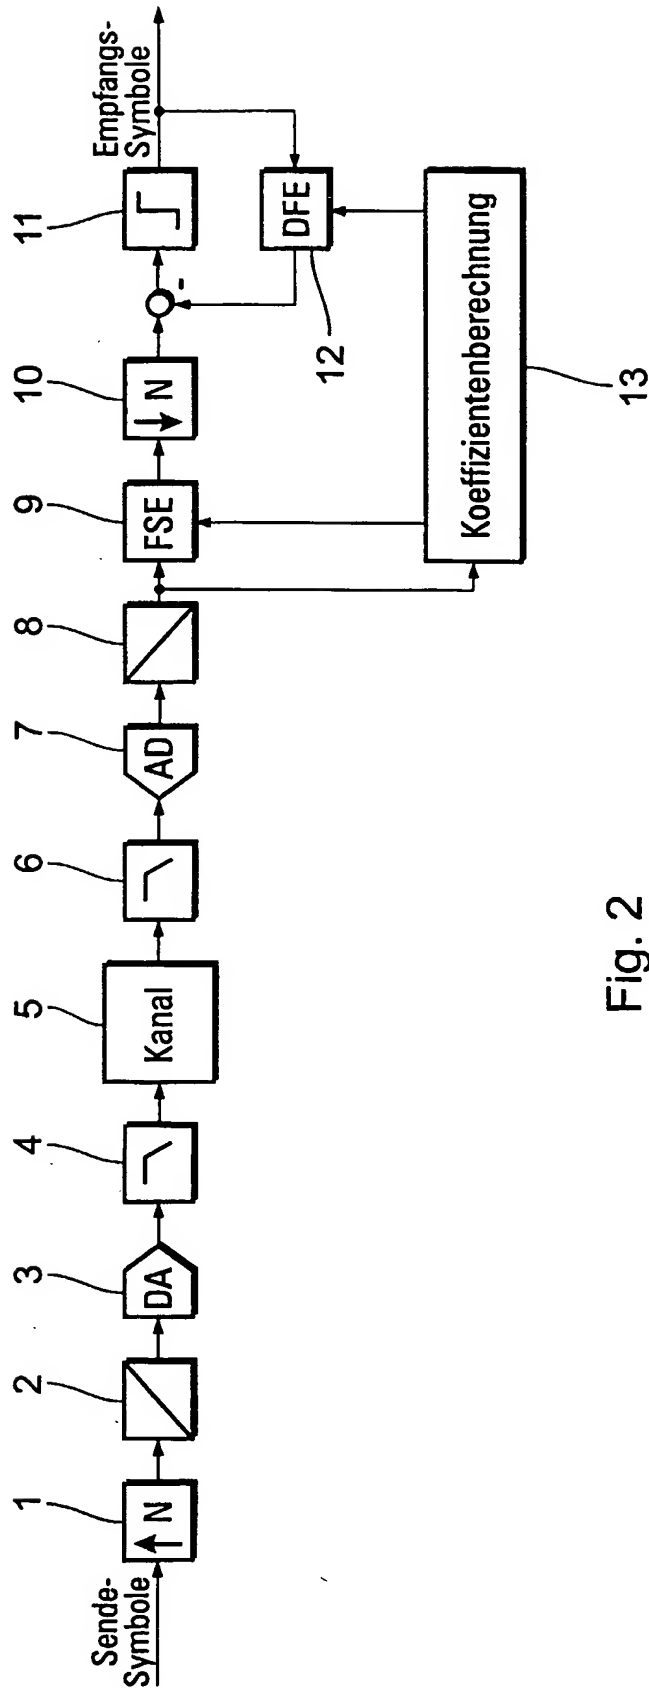 Sende-
Symbole
1
↑ N
2
3
DA
4
5
Kanal
6
7
AD
8
9
FSE
10
↓ N
-
11
Empfangs-
Symbole
12
DFE
13
Koeffizientenberechnung
Fig. 2